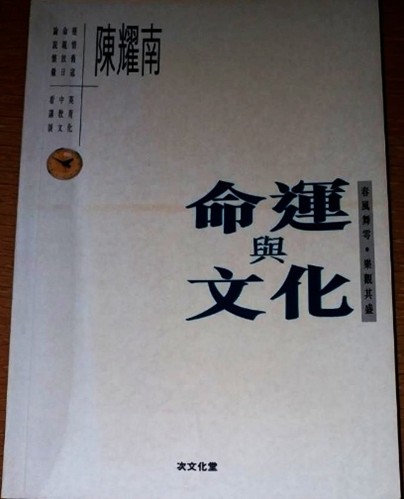 陳耀南
命運
與
文化
春風舞雩•樂觀其盛
次文化堂